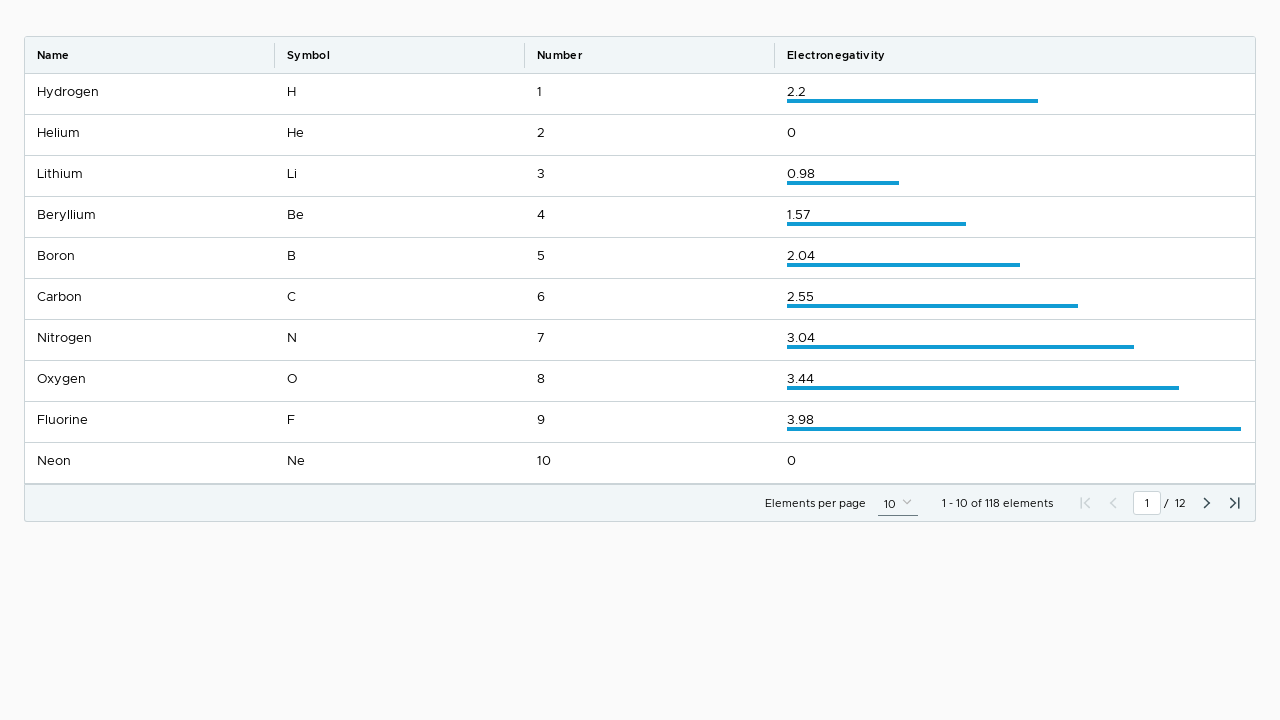 Name Symbol Number Electronegativity
Hydrogen H 1 2.2
Helium He 2 0
Lithium Li 3 0.98
Beryllium Be 4 1.57
Boron B 5 2.04
Carbon C 6 2.55
Nitrogen N 7 3.04
Oxygen O 8 3.44
Fluorine F 9 3.98
Neon Ne 10 0
Elements per page 10 1 - 10 of 118 elements 1 / 12